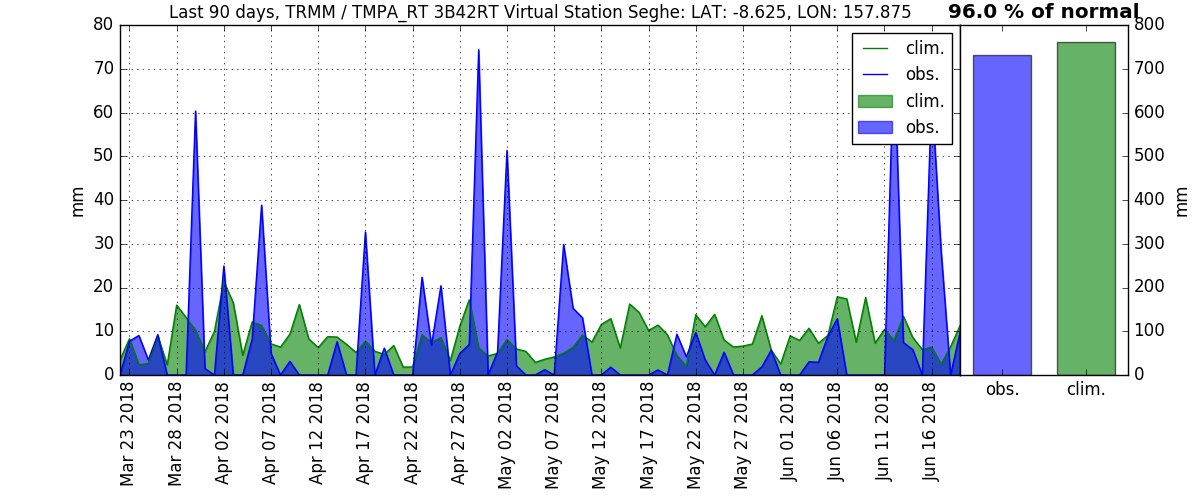 Last 90 days, TRMM / TMPA_RT 3B42RT Virtual Station Seghe: LAT: -8.625, LON: 157.875
96.0 % of normal
80
70
60
50
40
30
20
10
0
mm
clim.
obs.
clim.
obs.
Mar 23 2018
Mar 28 2018
Apr 02 2018
Apr 07 2018
Apr 12 2018
Apr 17 2018
Apr 22 2018
Apr 27 2018
May 02 2018
May 07 2018
May 12 2018
May 17 2018
May 22 2018
May 27 2018
Jun 01 2018
Jun 06 2018
Jun 11 2018
Jun 16 2018
800
700
600
500
400
300
200
100
0
mm
obs.
clim.